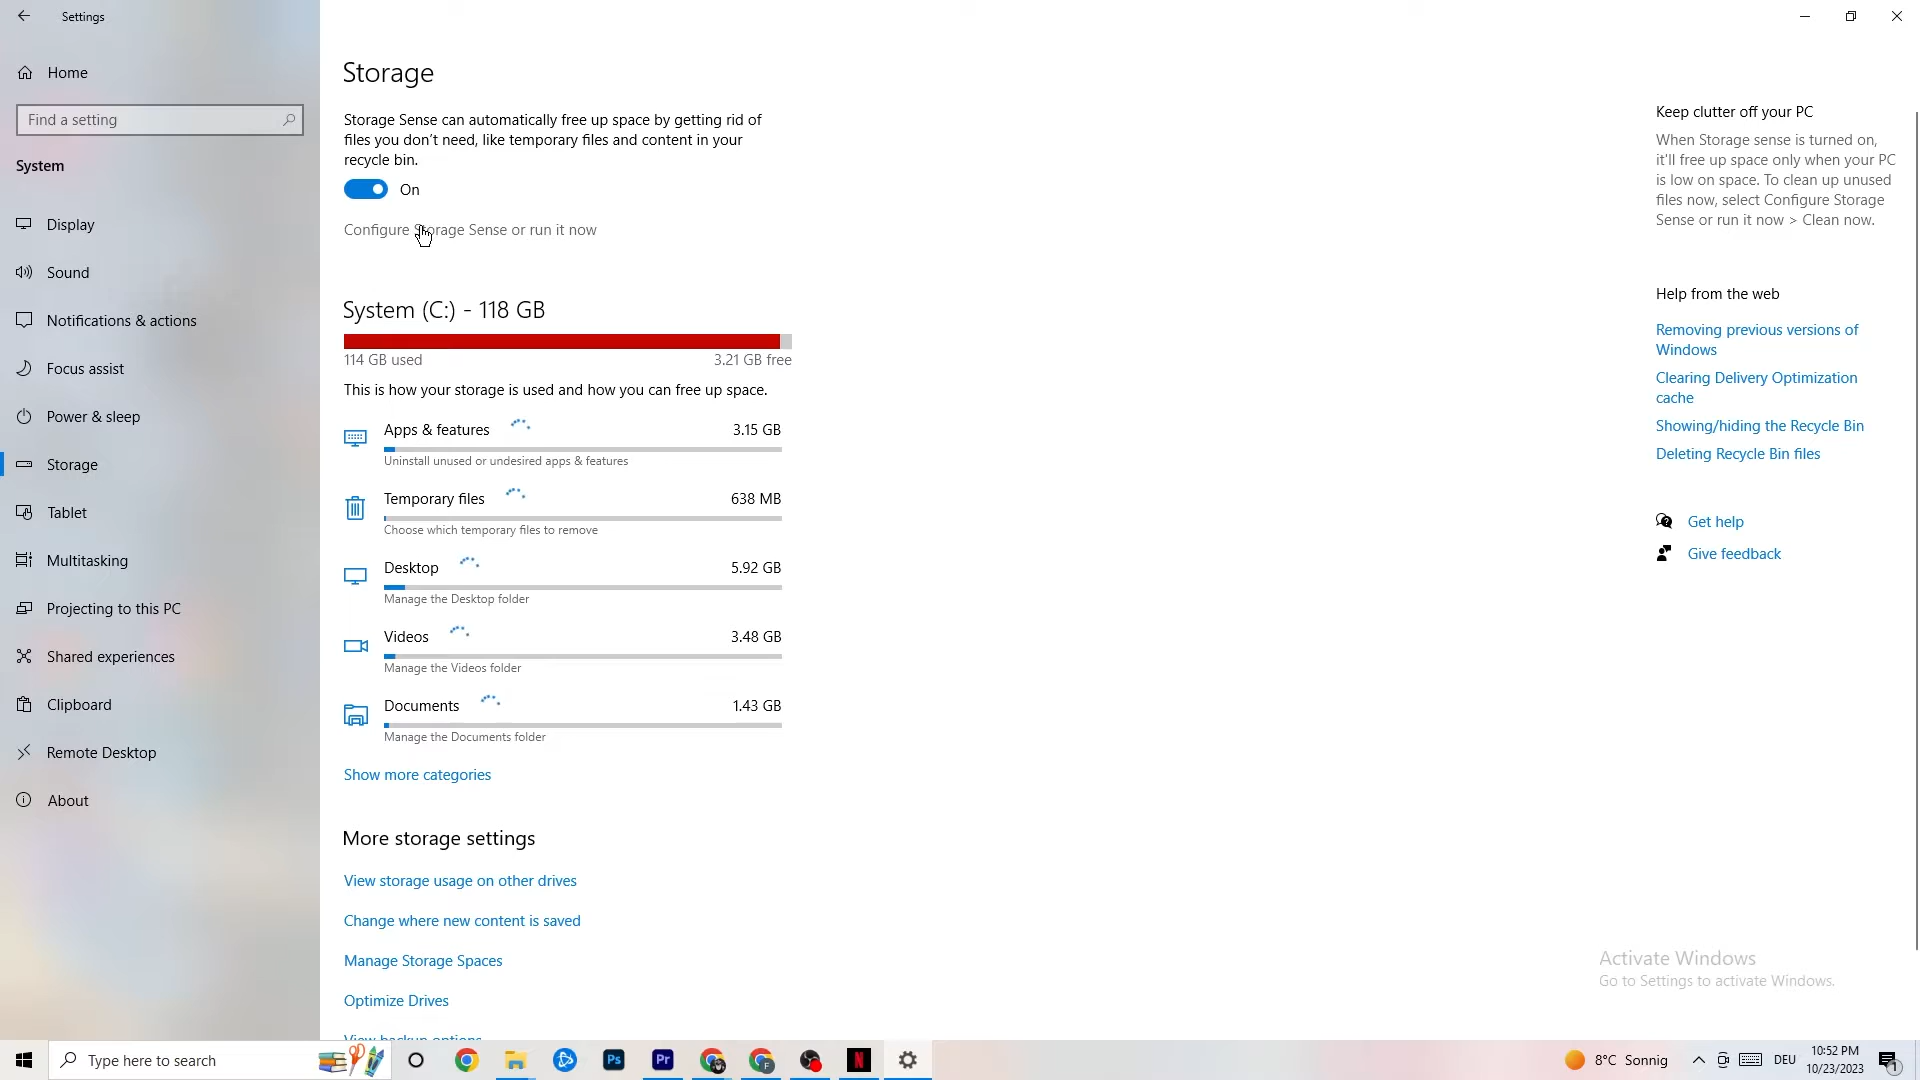 Settings
Home
Find a setting
System
Display
Sound
Notifications & actions
Focus assist
Power & sleep
Storage
Tablet
Multitasking
Projecting to this PC
Shared experiences
Clipboard
Remote Desktop
About
Storage
Storage Sense can automatically free up space by getting rid of
files you don't need, like temporary files and content in your
recycle bin.
On
Configure Storage Sense or run it now
System (C:) - 118 GB
114 GB used 3.21 GB free
This is how your storage is used and how you can free up space.
Apps & features 3.15 GB
Uninstall unused or undesired apps & features
Temporary files 638 MB
Choose which temporary files to remove
Desktop 5.92 GB
Manage the Desktop folder
Videos 3.48 GB
Manage the Videos folder
Documents 1.43 GB
Manage the Documents folder
Show more categories
More storage settings
View storage usage on other drives
Change where new content is saved
Manage Storage Spaces
Optimize Drives
View backup options
Keep clutter off your PC
When Storage sense is turned on,
it'll free up space only when your PC
is low on space. To clean up unused
files now, select Configure Storage
Sense or run it now > Clean now.
Help from the web
Removing previous versions of
Windows
Clearing Delivery Optimization
cache
Showing/hiding the Recycle Bin
Deleting Recycle Bin files
Get help
Give feedback
Activate Windows
Go to Settings to activate Windows.
Type here to search
Ps
Pr
F
N
8°C Sonnig
DEU
10:52 PM
10/23/2023
1